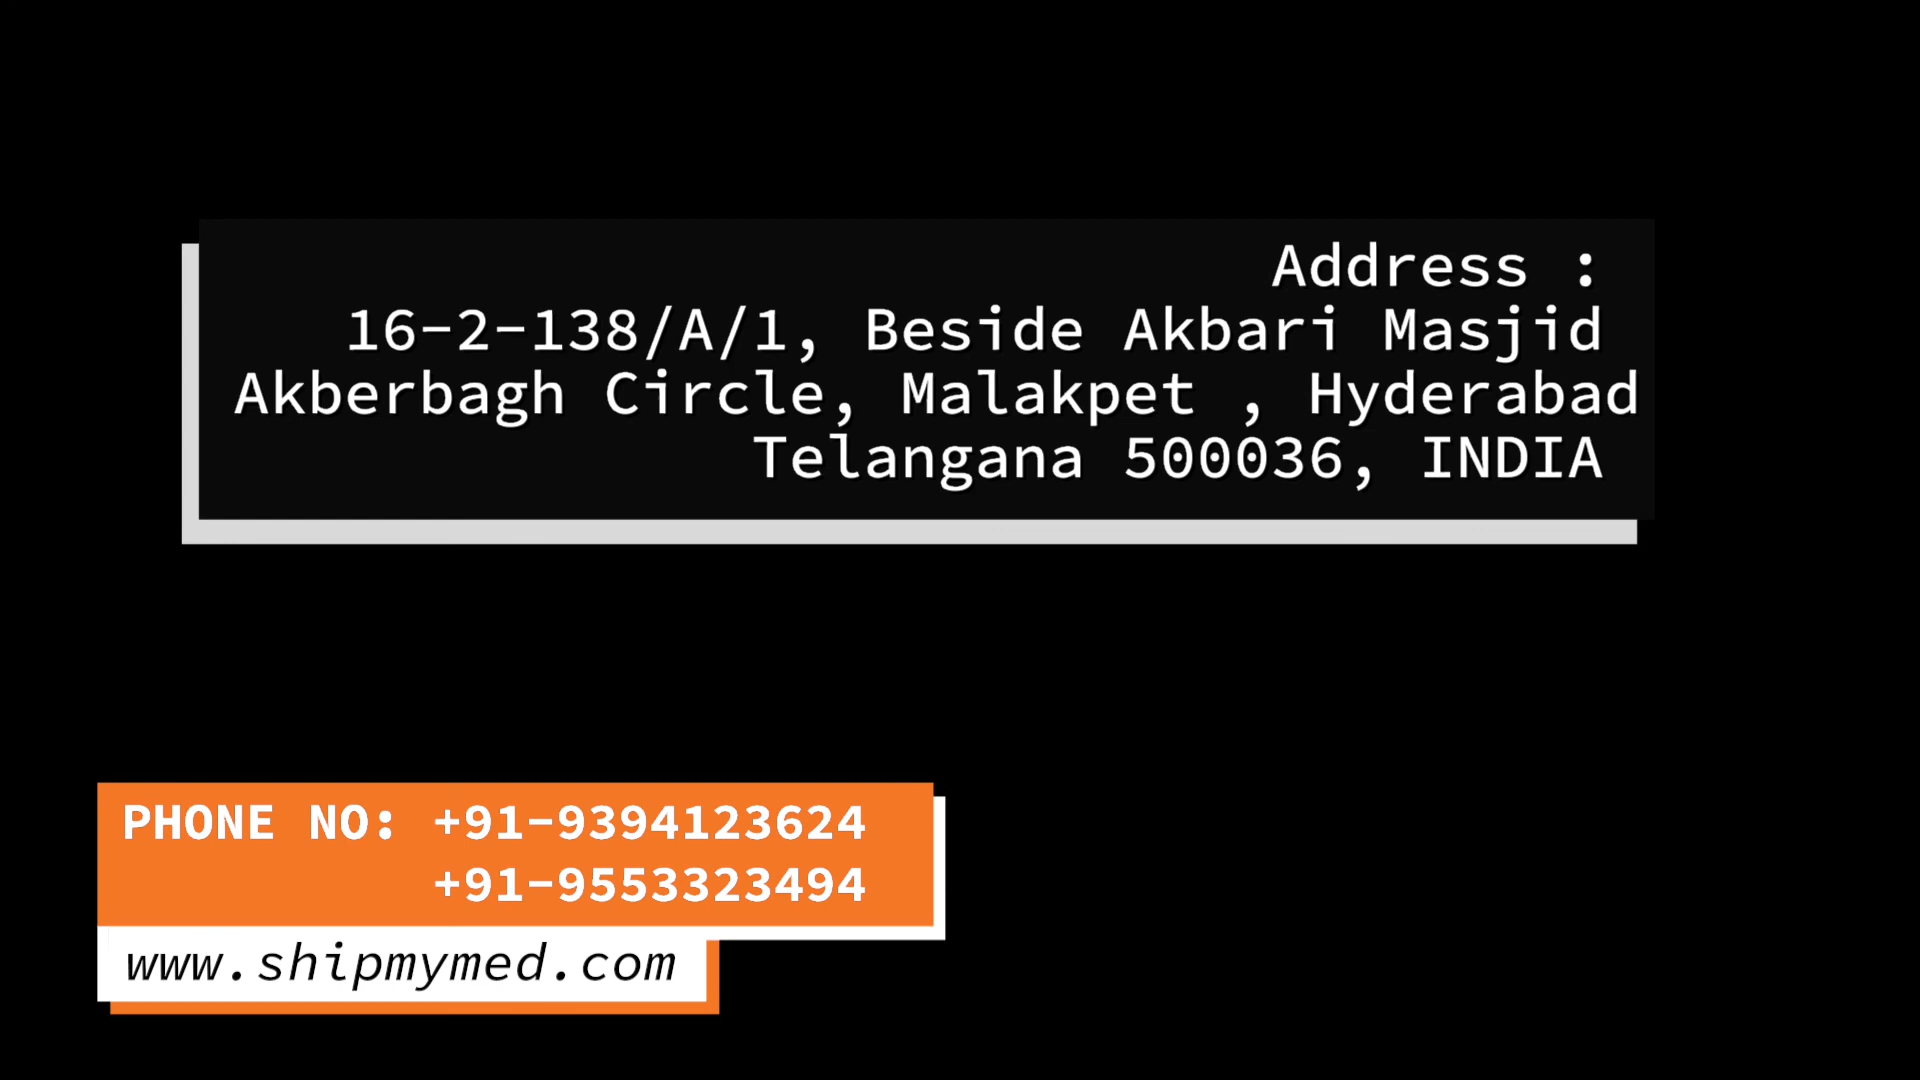 Address :
16-2-138/A/1, Beside Akbari Masjid
Akberbagh Circle, Malakpet , Hyderabad
Telangana 500036, INDIA
PHONE NO: +91-9394123624
+91-9553323494
www.shipmymed.com